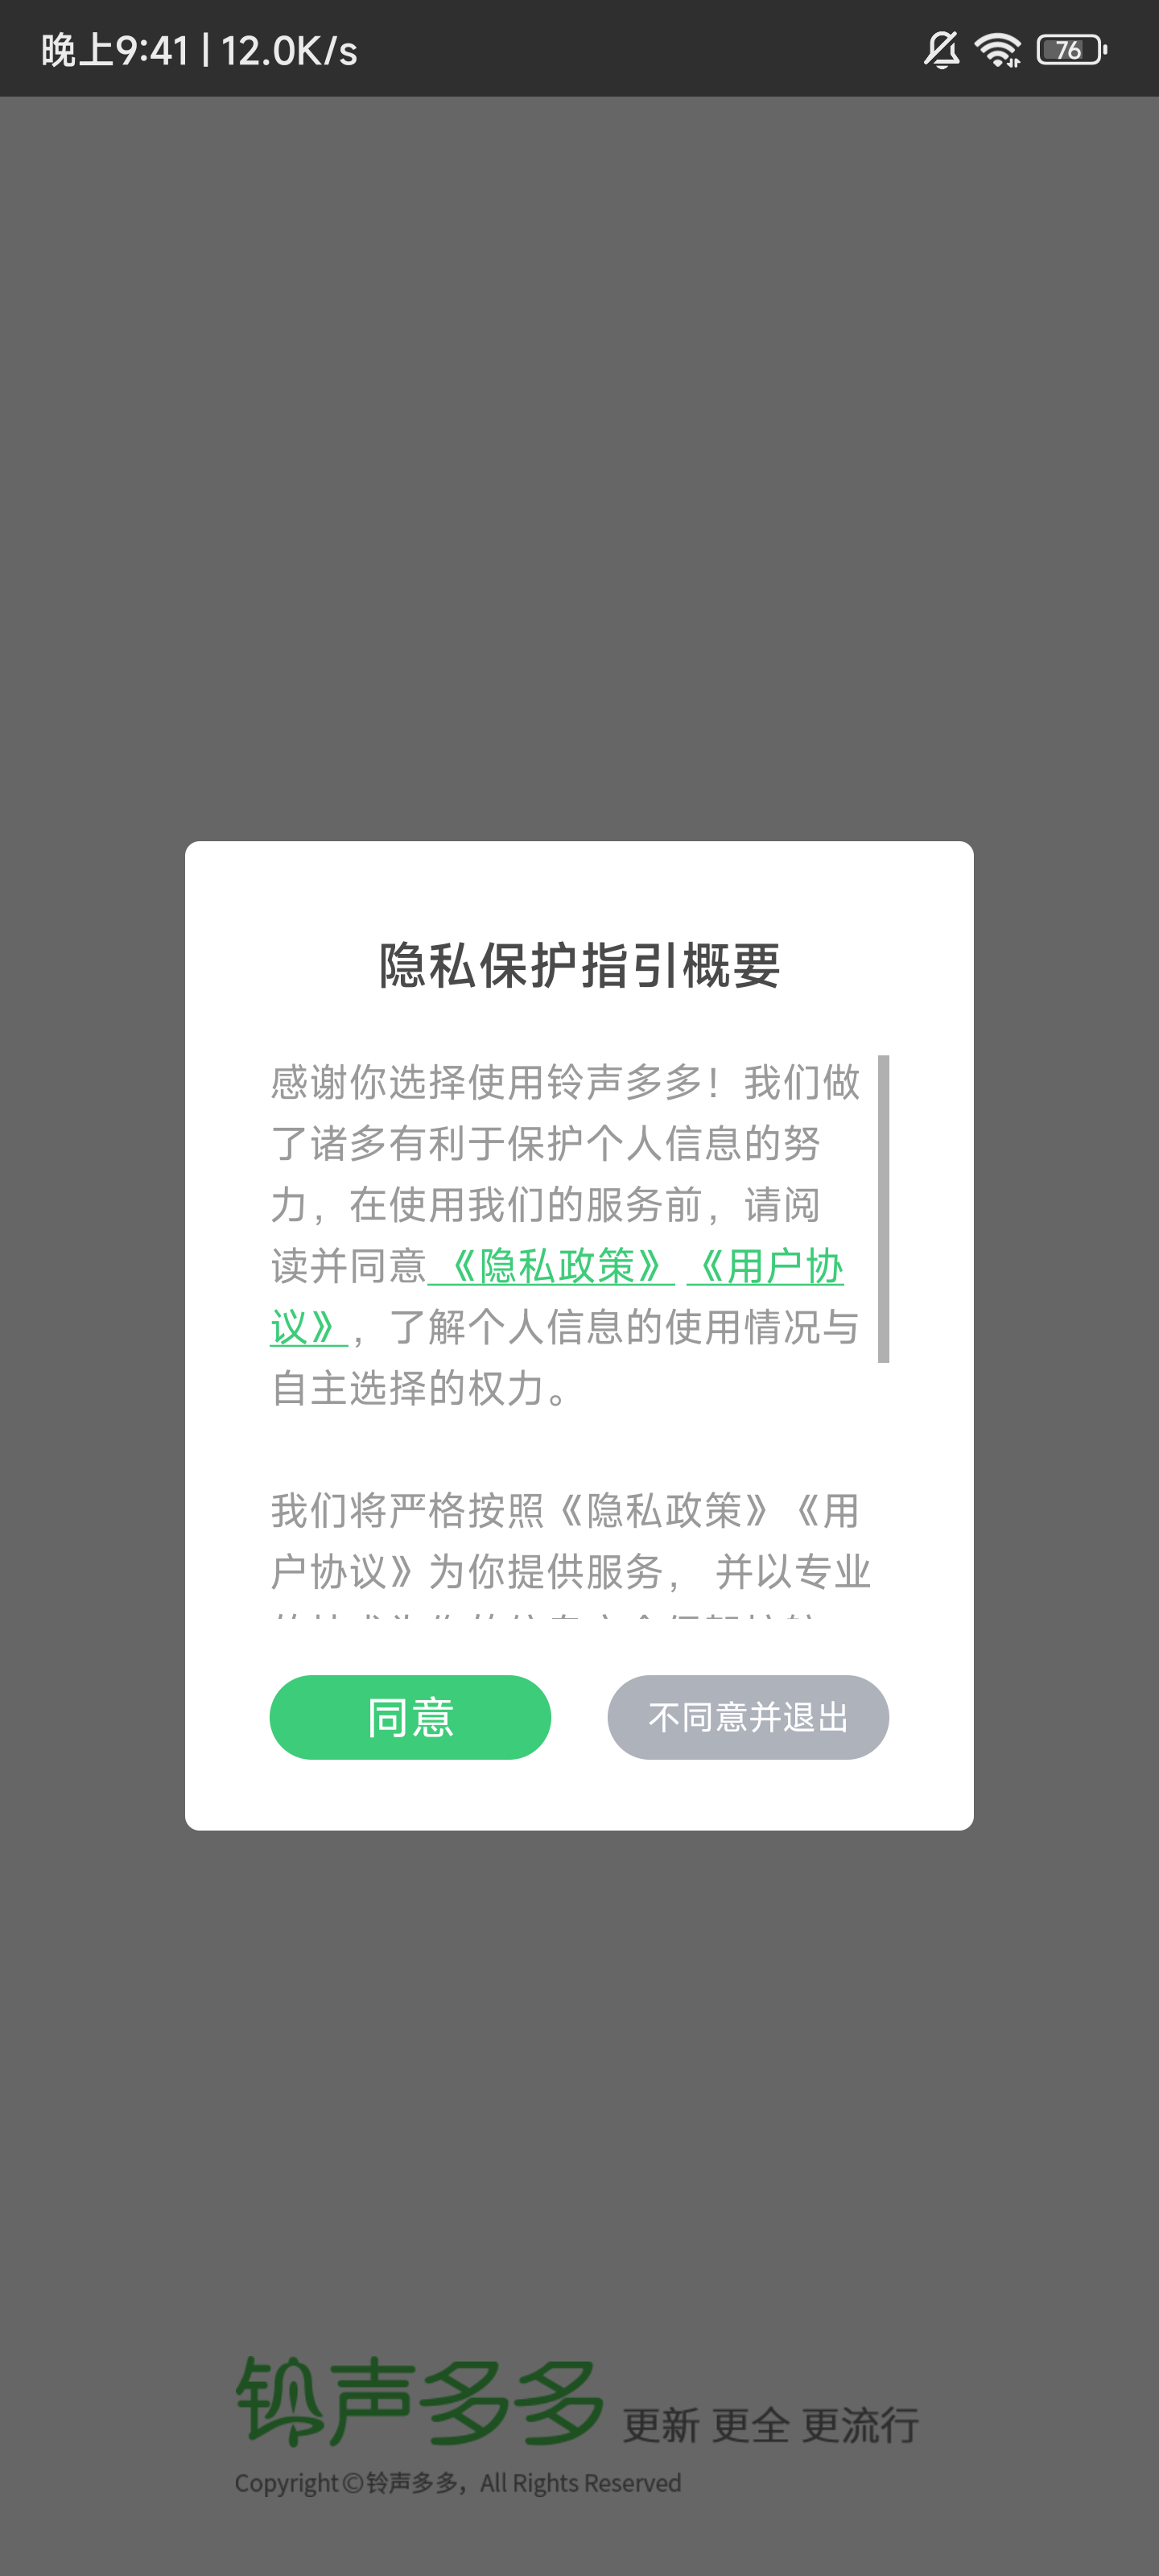 晚上9:41 | 12.0K/s
76
隐私保护指引概要
感谢你选择使用铃声多多！我们做
了诸多有利于保护个人信息的努
力，在使用我们的服务前，请阅
读并同意《隐私政策》 《用户协
议》，了解个人信息的使用情况与
自主选择的权力。
我们将严格按照《隐私政策》《用
户协议》为你提供服务， 并以专业
同意
不同意并退出
铃声多多 更新 更全 更流行
Copyright©铃声多多，All Rights Reserved